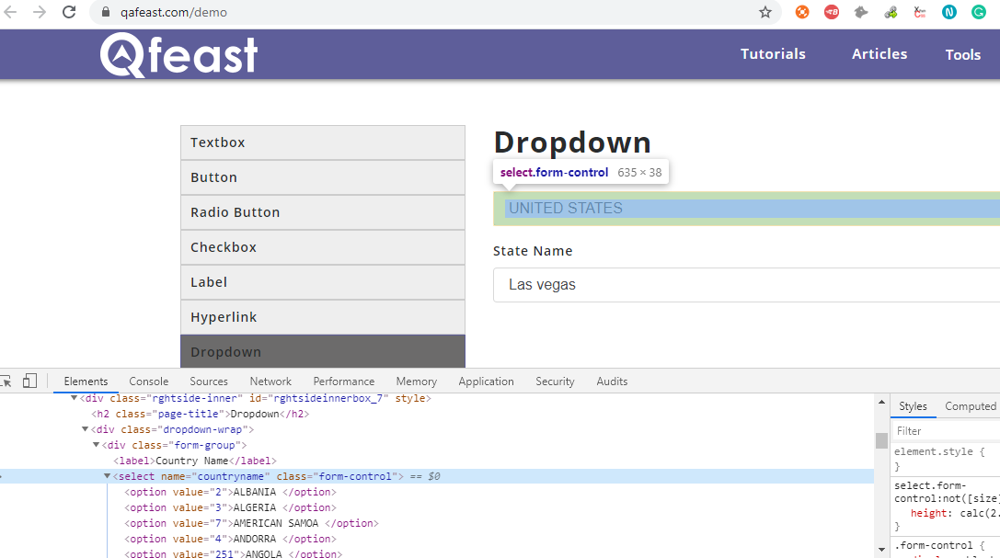 qafeast.com/demo
Qfeast
Tutorials
Articles
Tools
Textbox
Button
Radio Button
Checkbox
Label
Hyperlink
Dropdown
Dropdown
select.form-control 635 × 38
UNITED STATES
State Name
Las vegas
Elements Console Sources Network Performance Memory Application Security Audits
▼<div class="rghtside-inner" id="rghtsideinnerbox_7" style>
<h2 class="page-title">Dropdown</h2>
▼<div class="dropdown-wrap">
▼<div class="form-group">
<label>Country Name</label>
▼<select name="countryname" class="form-control"> == $0
<option value="2">ALBANIA </option>
<option value="3">ALGERIA </option>
<option value="7">AMERICAN SAMOA </option>
<option value="4">ANDORRA </option>
<option value="251">ANGOLA </option>
Styles Computed
Filter
element.style {
}
select.form-
control:not([size]
height: calc(2.
}
.form-control {